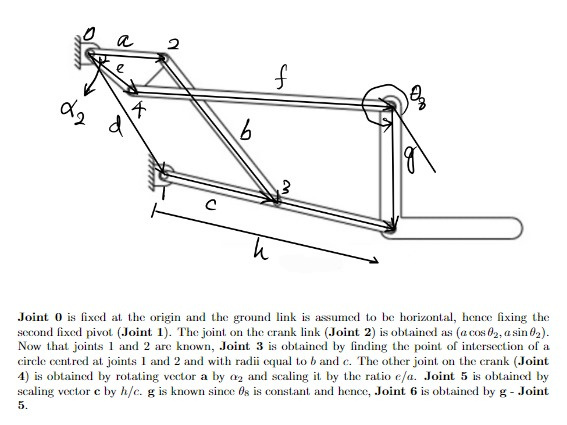 0
a
2
e
f
4
θ8
α2
d
b
g
3
1
c
h
Joint 0 is fixed at the origin and the ground link is assumed to be horizontal, hence fixing the
second fixed pivot (Joint 1). The joint on the crank link (Joint 2) is obtained as (a cos θ2, a sin θ2).
Now that joints 1 and 2 are known, Joint 3 is obtained by finding the point of intersection of a
circle centred at joints 1 and 2 and with radii equal to b and c. The other joint on the crank (Joint
4) is obtained by rotating vector a by α2 and scaling it by the ratio e/a. Joint 5 is obtained by
scaling vector c by h/c. g is known since θ8 is constant and hence, Joint 6 is obtained by g - Joint
5.